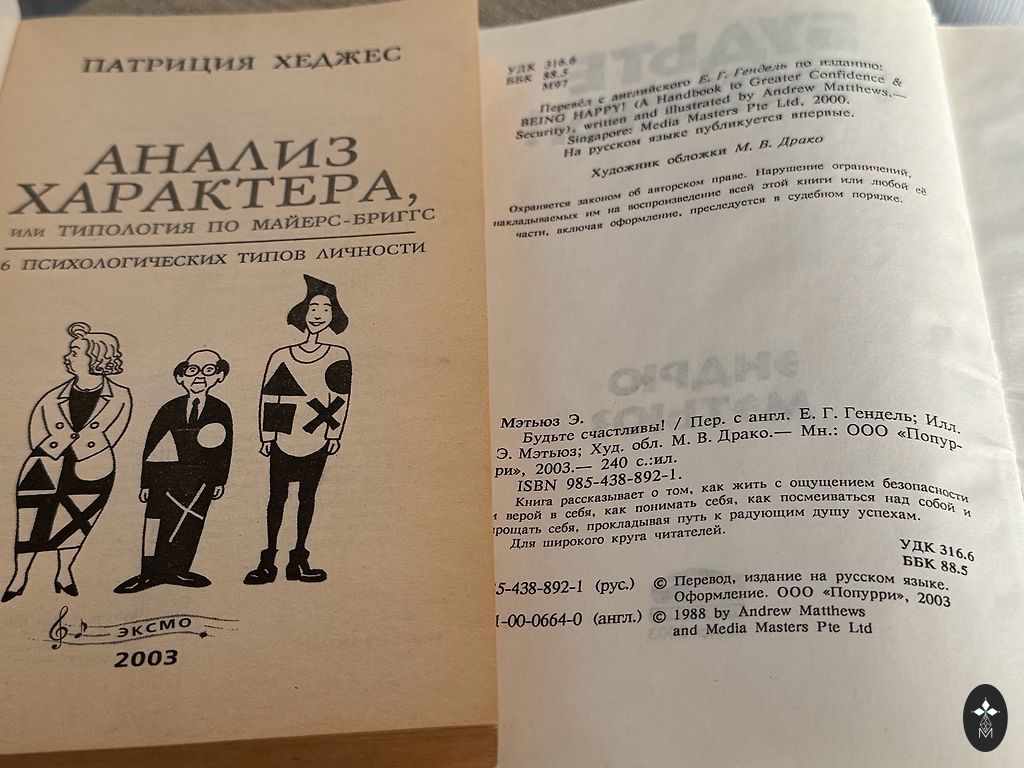 ПАТРИЦИЯ ХЕДЖЕС
АНАЛИЗ
ХАРАКТЕРА,
ИЛИ ТИПОЛОГИЯ ПО МАЙЕРС-БРИГГС
6 ПСИХОЛОГИЧЕСКИХ ТИПОВ ЛИЧНОСТИ
ЭКСМО
2003
УДК 316.6
ББК 88.5
М97
Перевёл с английского Е. Г. Гендель по изданию:
BEING HAPPY! (A Handbook to Greater Confidence &
Security), written and illustrated by Andrew Matthews.—
Singapore: Media Masters Pte Ltd, 2000.
На русском языке публикуется впервые.
Художник обложки М. В. Драко
Охраняется законом об авторском праве. Нарушение ограничений,
накладываемых им на воспроизведение всей этой книги или любой её
части, включая оформление, преследуется в судебном порядке.
БУДЬТЕ
ЭНДРЮ
МЭТЬЮЗ
Мэтьюз Э.
Будьте счастливы! / Пер. с англ. Е. Г. Гендель; Илл.
Э. Мэтьюз; Худ. обл. М. В. Драко.— Мн.: ООО «Попур-
ри», 2003.— 240 с.:ил.
ISBN 985-438-892-1.
Книга рассказывает о том, как жить с ощущением безопасности
и верой в себя, как понимать себя, как посмеиваться над собой и
прощать себя, прокладывая путь к радующим душу успехам.
Для широкого круга читателей.
УДК 316.6
ББК 88.5
5-438-892-1 (рус.) © Перевод, издание на русском языке.
Оформление. ООО «Попурри», 2003
1-00-0664-0 (англ.) © 1988 by Andrew Matthews
and Media Masters Pte Ltd
M